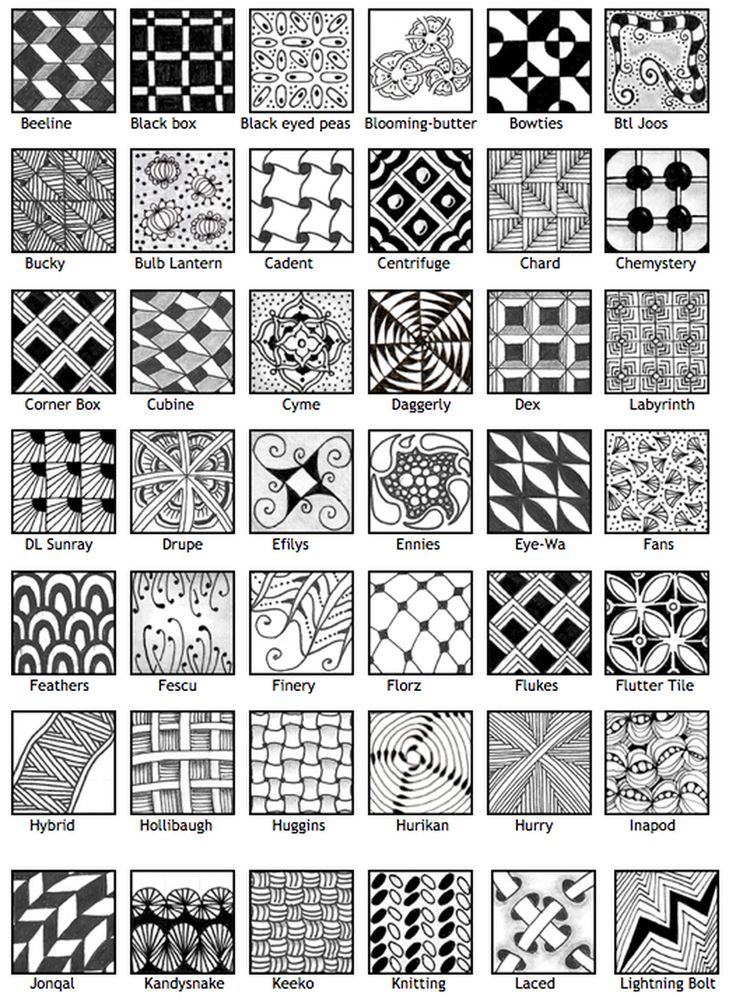 Beeline Black box Black eyed peas Blooming-butter Bowties Btl Joos
Bucky Bulb Lantern Cadent Centrifuge Chard Chemystery
Corner Box Cubine Cyme Daggerly Dex Labyrinth
DL Sunray Drupe Efilys Ennies Eye-Wa Fans
Feathers Fescu Finery Florz Flukes Flutter Tile
Hybrid Hollibaugh Huggins Hurikan Hurry Inapod
Jonqal Kandysnake Keeko Knitting Laced Lightning Bolt